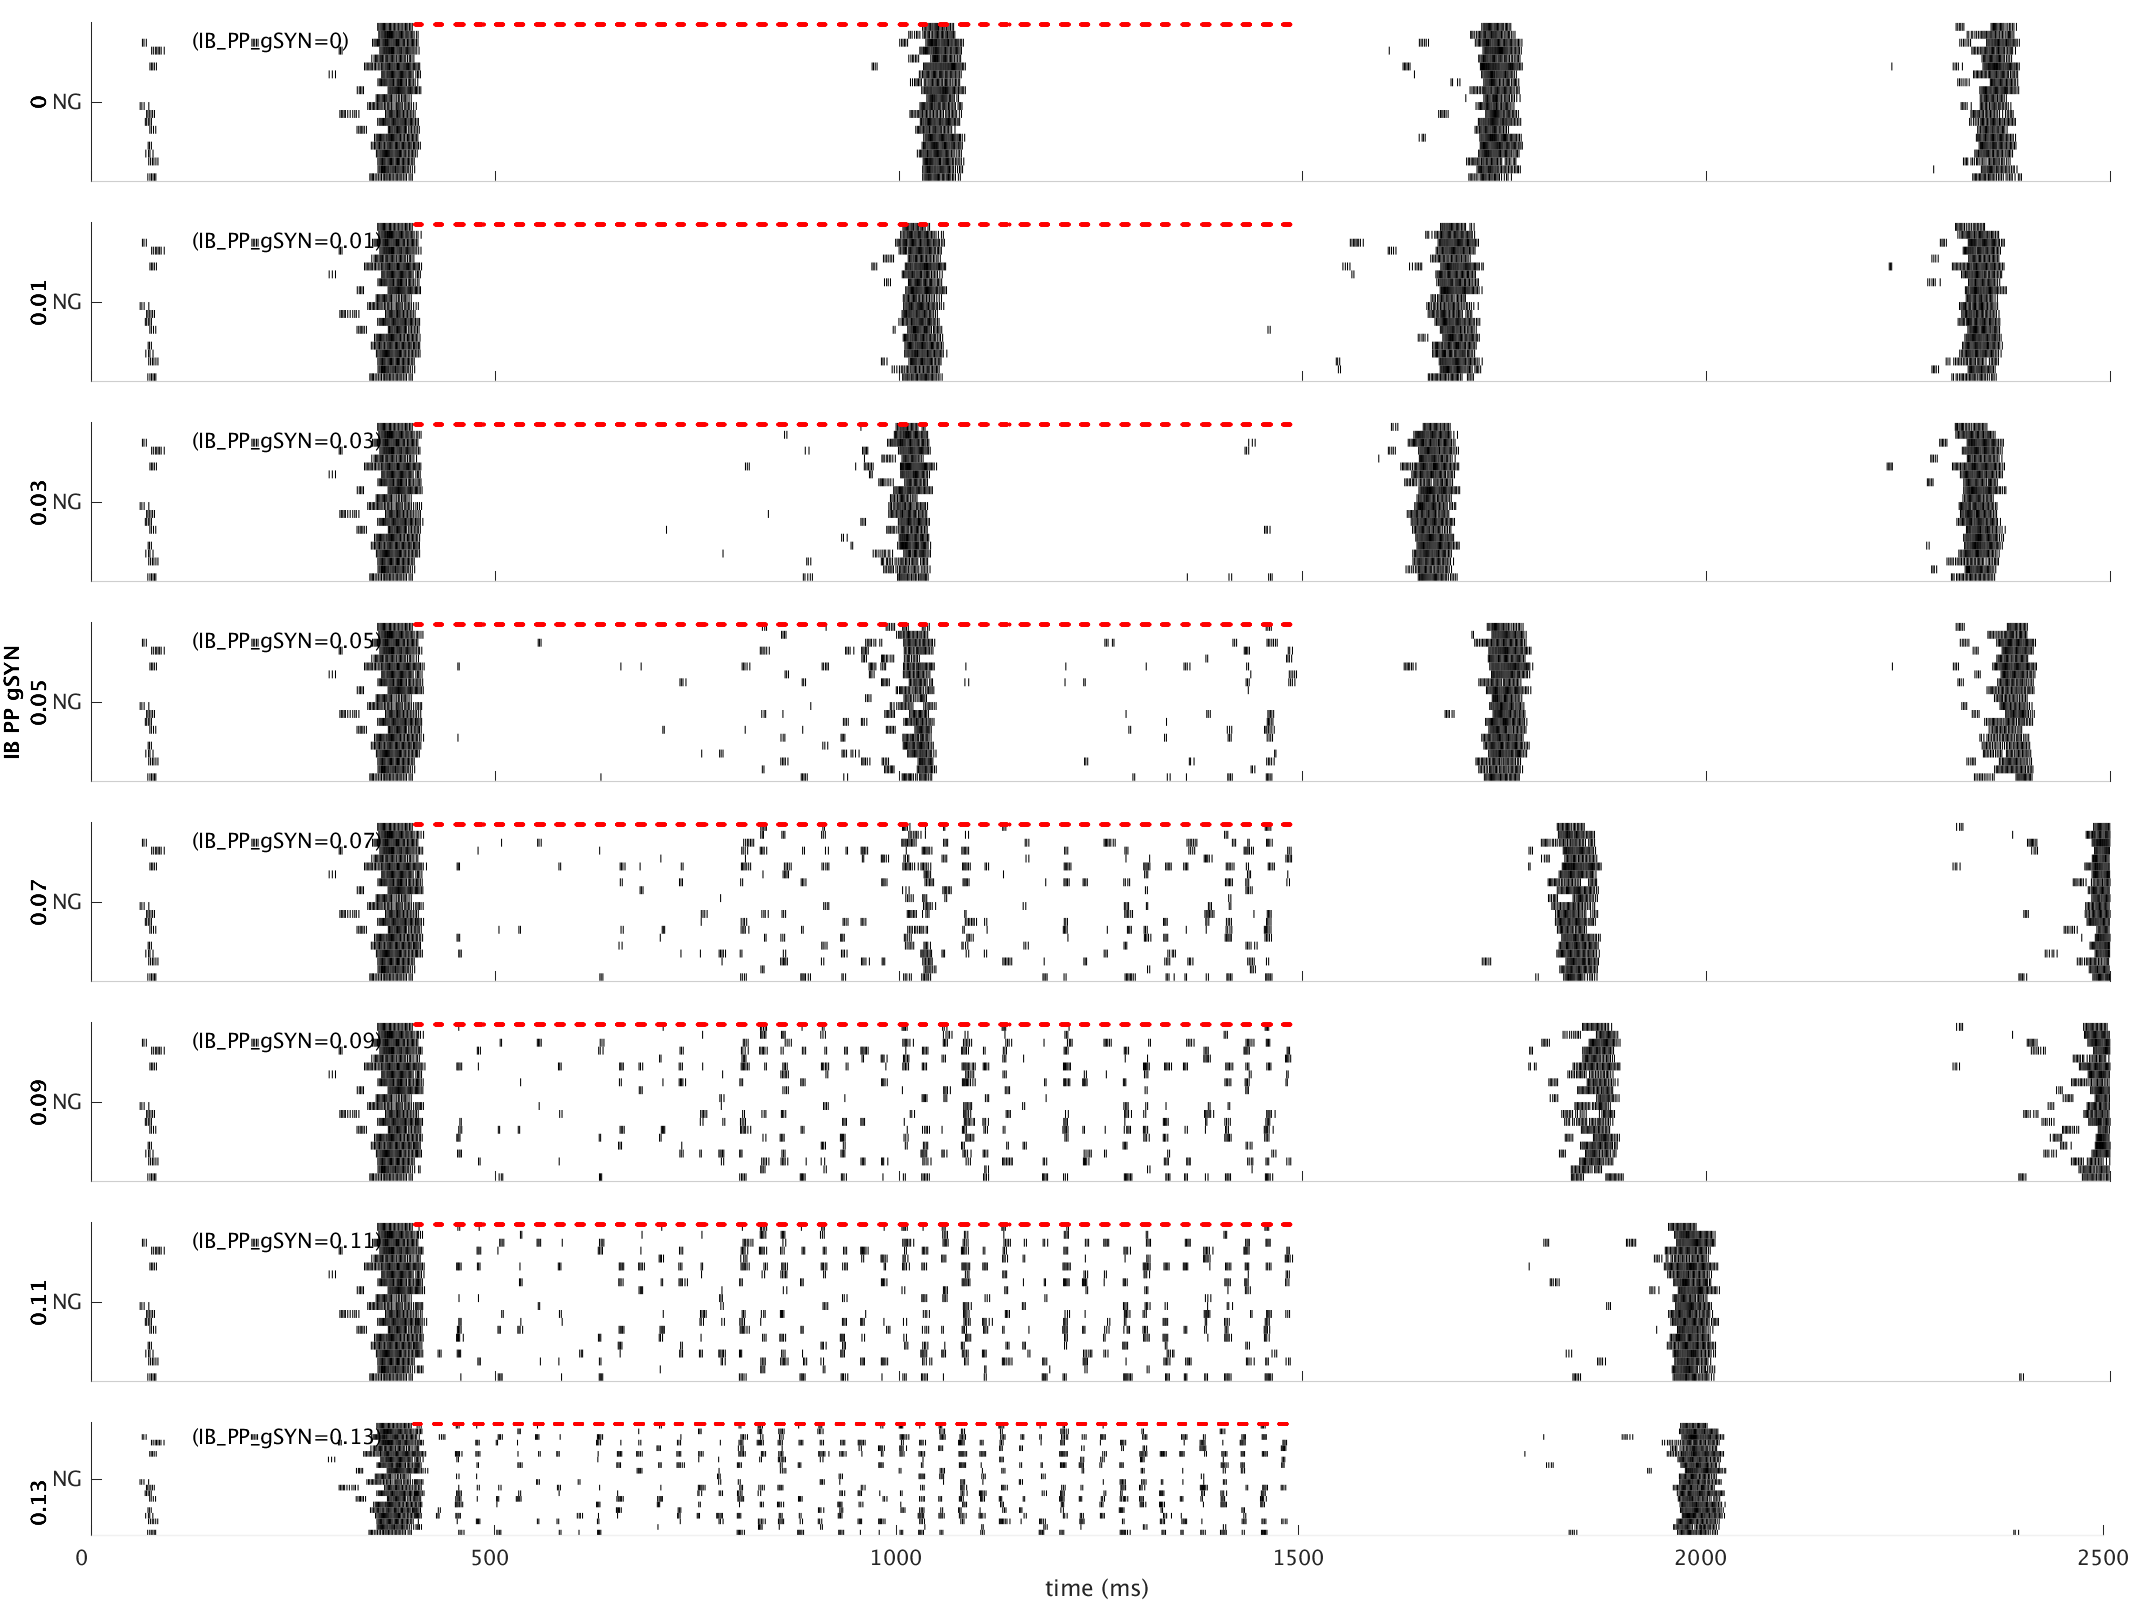 (IB_PP_gSYN=0)
0 NG
(IB_PP_gSYN=0.01)
0.01 NG
(IB_PP_gSYN=0.03)
0.03 NG
(IB_PP_gSYN=0.05)
0.05 NG
IB PP gSYN
(IB_PP_gSYN=0.07)
0.07 NG
(IB_PP_gSYN=0.09)
0.09 NG
(IB_PP_gSYN=0.11)
0.11 NG
(IB_PP_gSYN=0.13)
0.13 NG
0 500 1000 1500 2000 2500
time (ms)